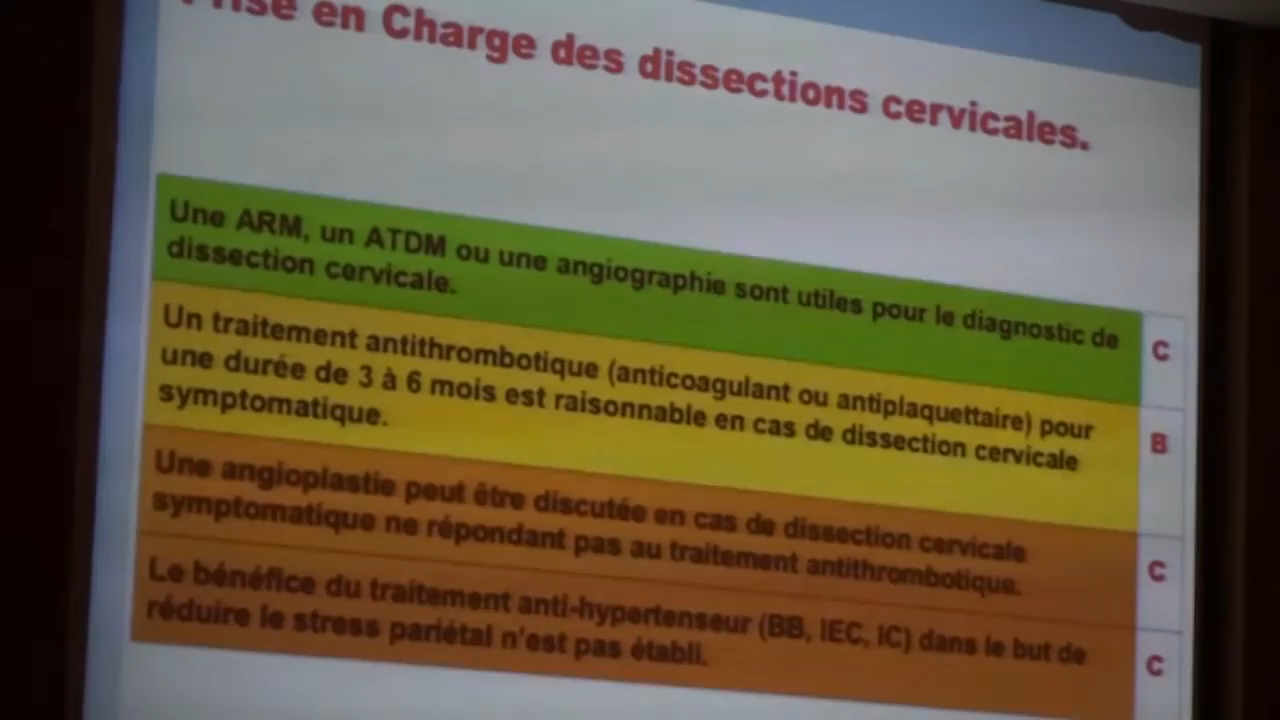 Prise en Charge des dissections cervicales.
Une ARM, un ATDM ou une angiographie sont utiles pour le diagnostic de
dissection cervicale.
C
Un traitement antithrombotique (anticoagulant ou antiplaquettaire) pour
une durée de 3 à 6 mois est raisonnable en cas de dissection cervicale
symptomatique.
B
Une angioplastie peut être discutée en cas de dissection cervicale
symptomatique ne répondant pas au traitement antithrombotique.
C
Le bénéfice du traitement anti-hypertenseur (BB, IEC, IC) dans le but de
réduire le stress pariétal n'est pas établi.
C